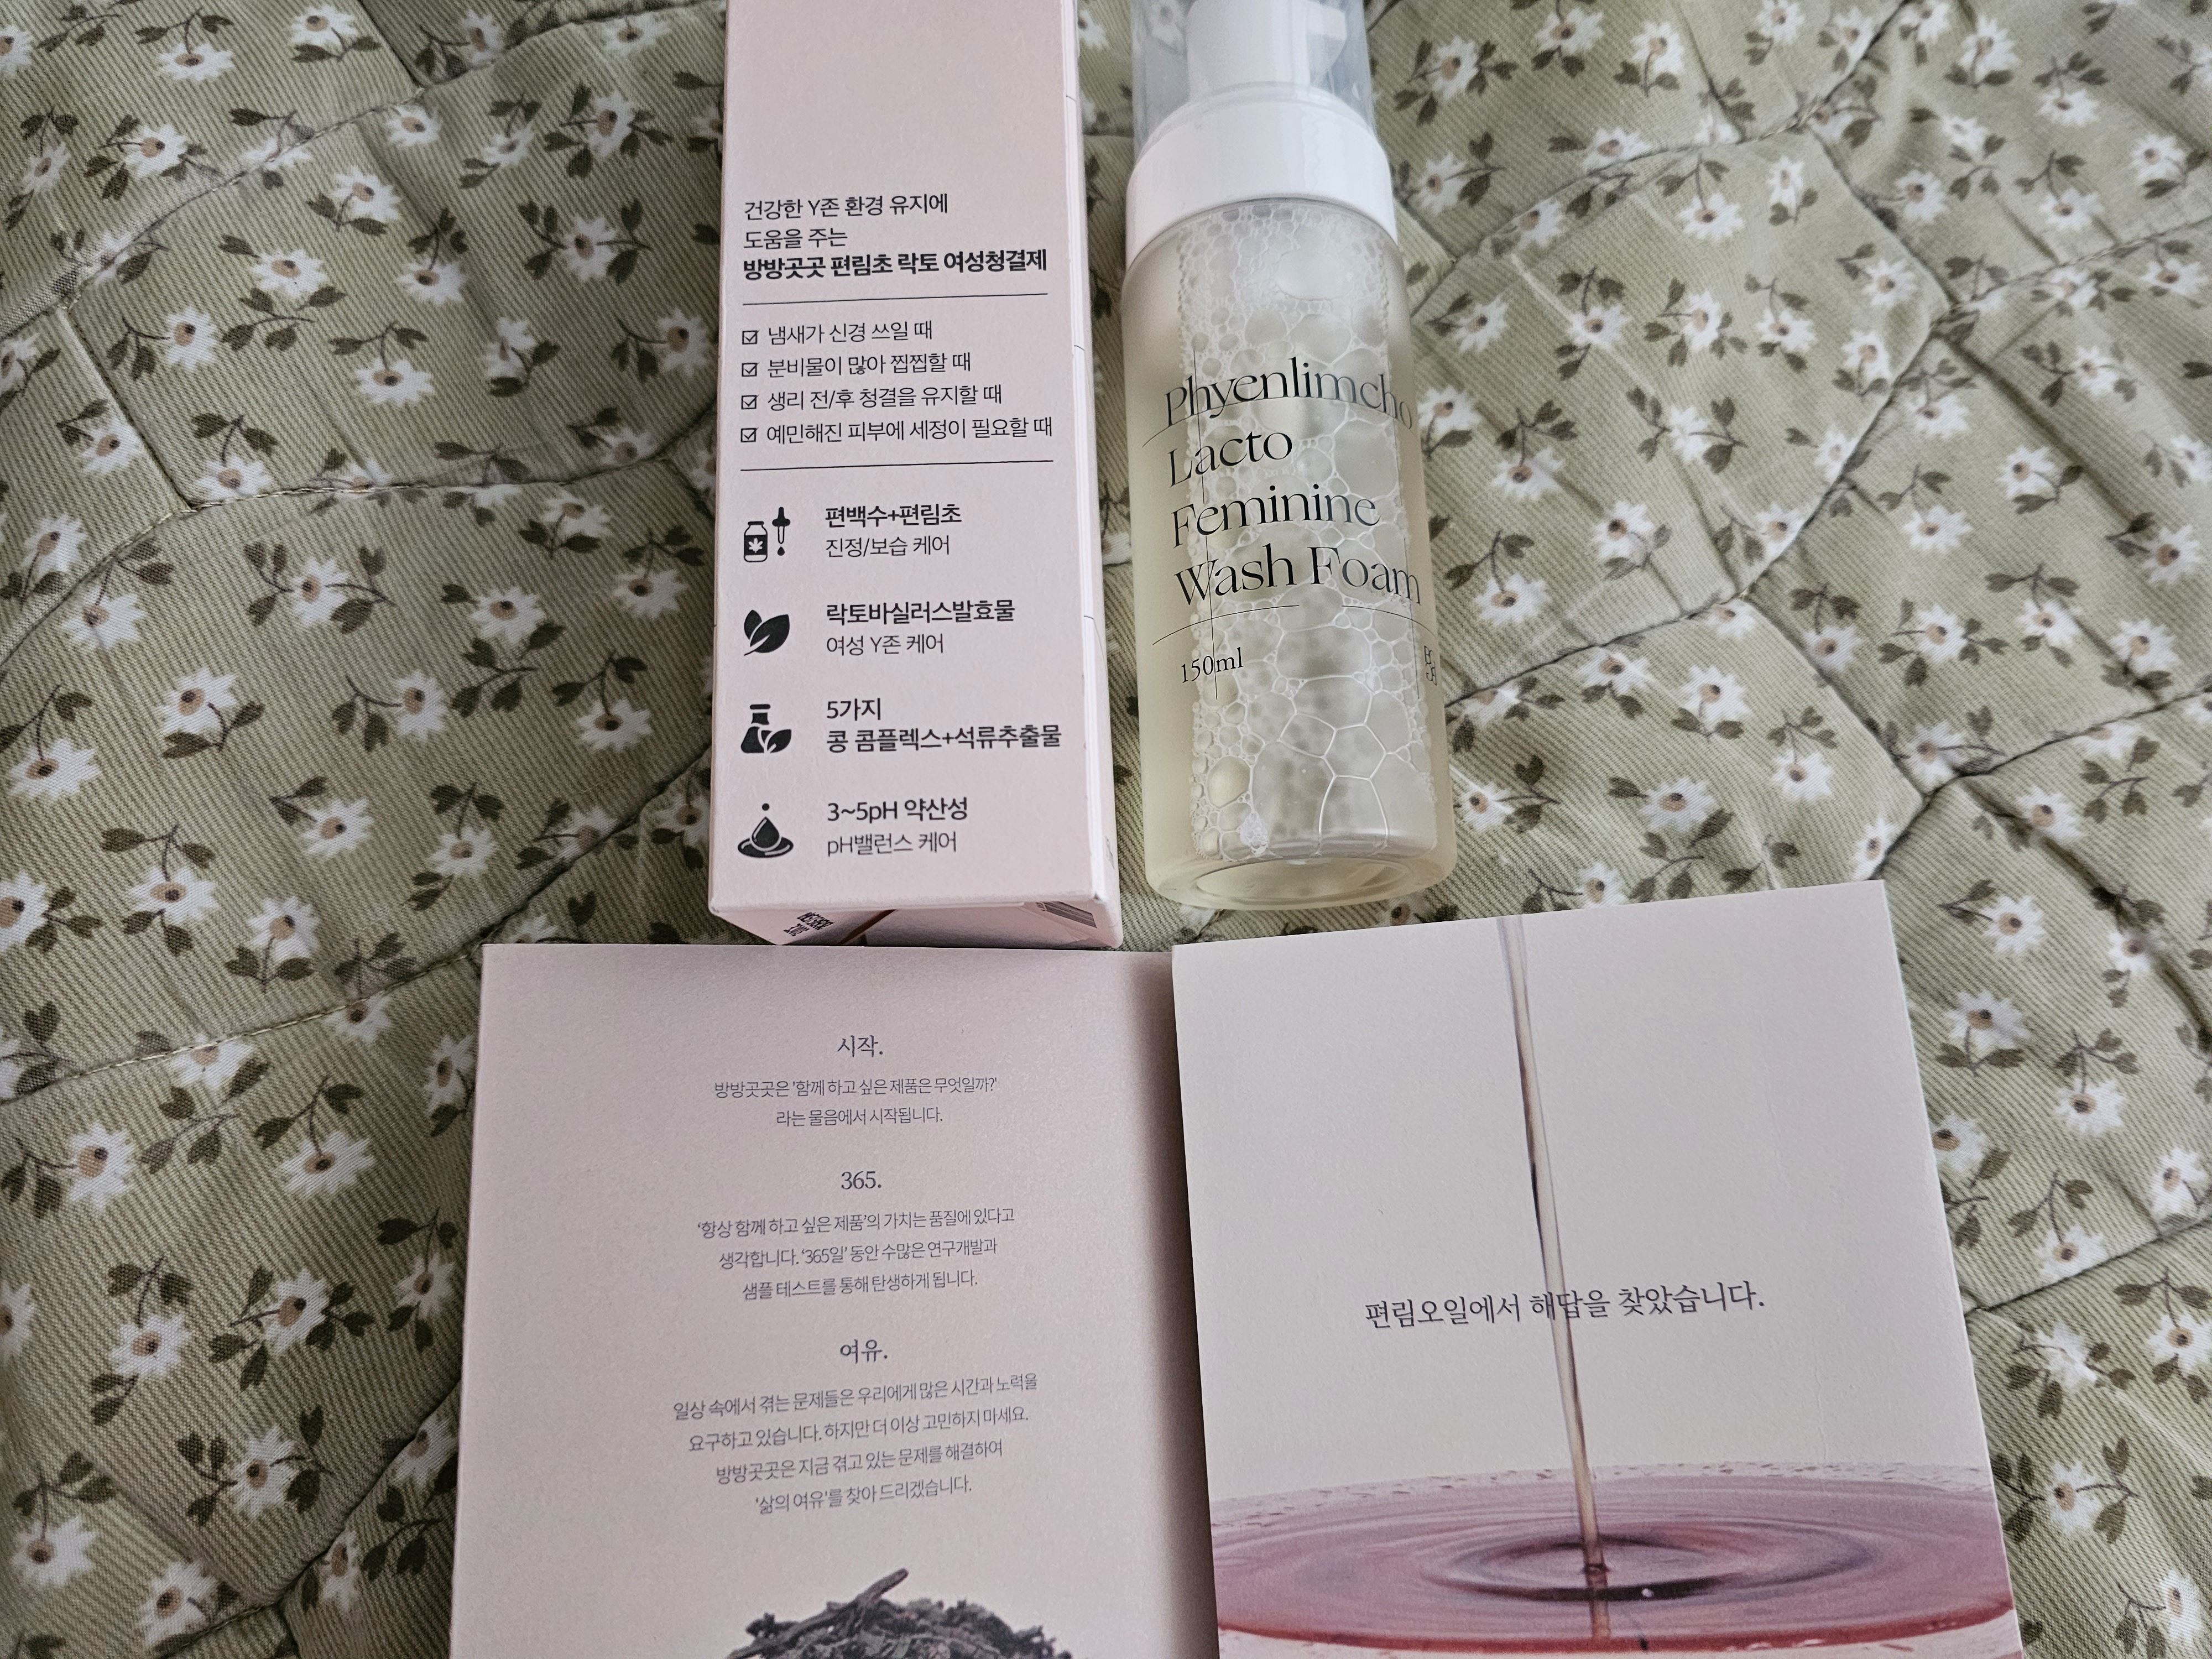 건강한 Y존 환경 유지에
도움을 주는
방방곳곳 편림초 락토 여성청결제
냄새가 신경 쓰일 때
분비물이 많아 찝찝할 때
생리 전/후 청결을 유지할 때
예민해진 피부에 세정이 필요할 때
편백수+편림초
진정/보습 케어
락토바실러스발효물
여성 Y존 케어
5가지
콩 콤플렉스+석류추출물
3~5pH 약산성
pH밸런스 케어
Phyenlimcho
Lacto
Feminine
Wash Foam
150ml
시작.
방방곳곳은 '함께 하고 싶은 제품은 무엇일까?'
라는 물음에서 시작됩니다.
365.
'항상 함께 하고 싶은 제품'의 가치는 품질에 있다고
생각합니다. '365일' 동안 수많은 연구개발과
샘플 테스트를 통해 탄생하게 됩니다.
여유.
일상 속에서 겪는 문제들은 우리에게 많은 시간과 노력을
요구하고 있습니다. 하지만 더 이상 고민하지 마세요.
방방곳곳은 지금 겪고 있는 문제를 해결하여
'삶의 여유'를 찾아 드리겠습니다.
편림오일에서 해답을 찾았습니다.